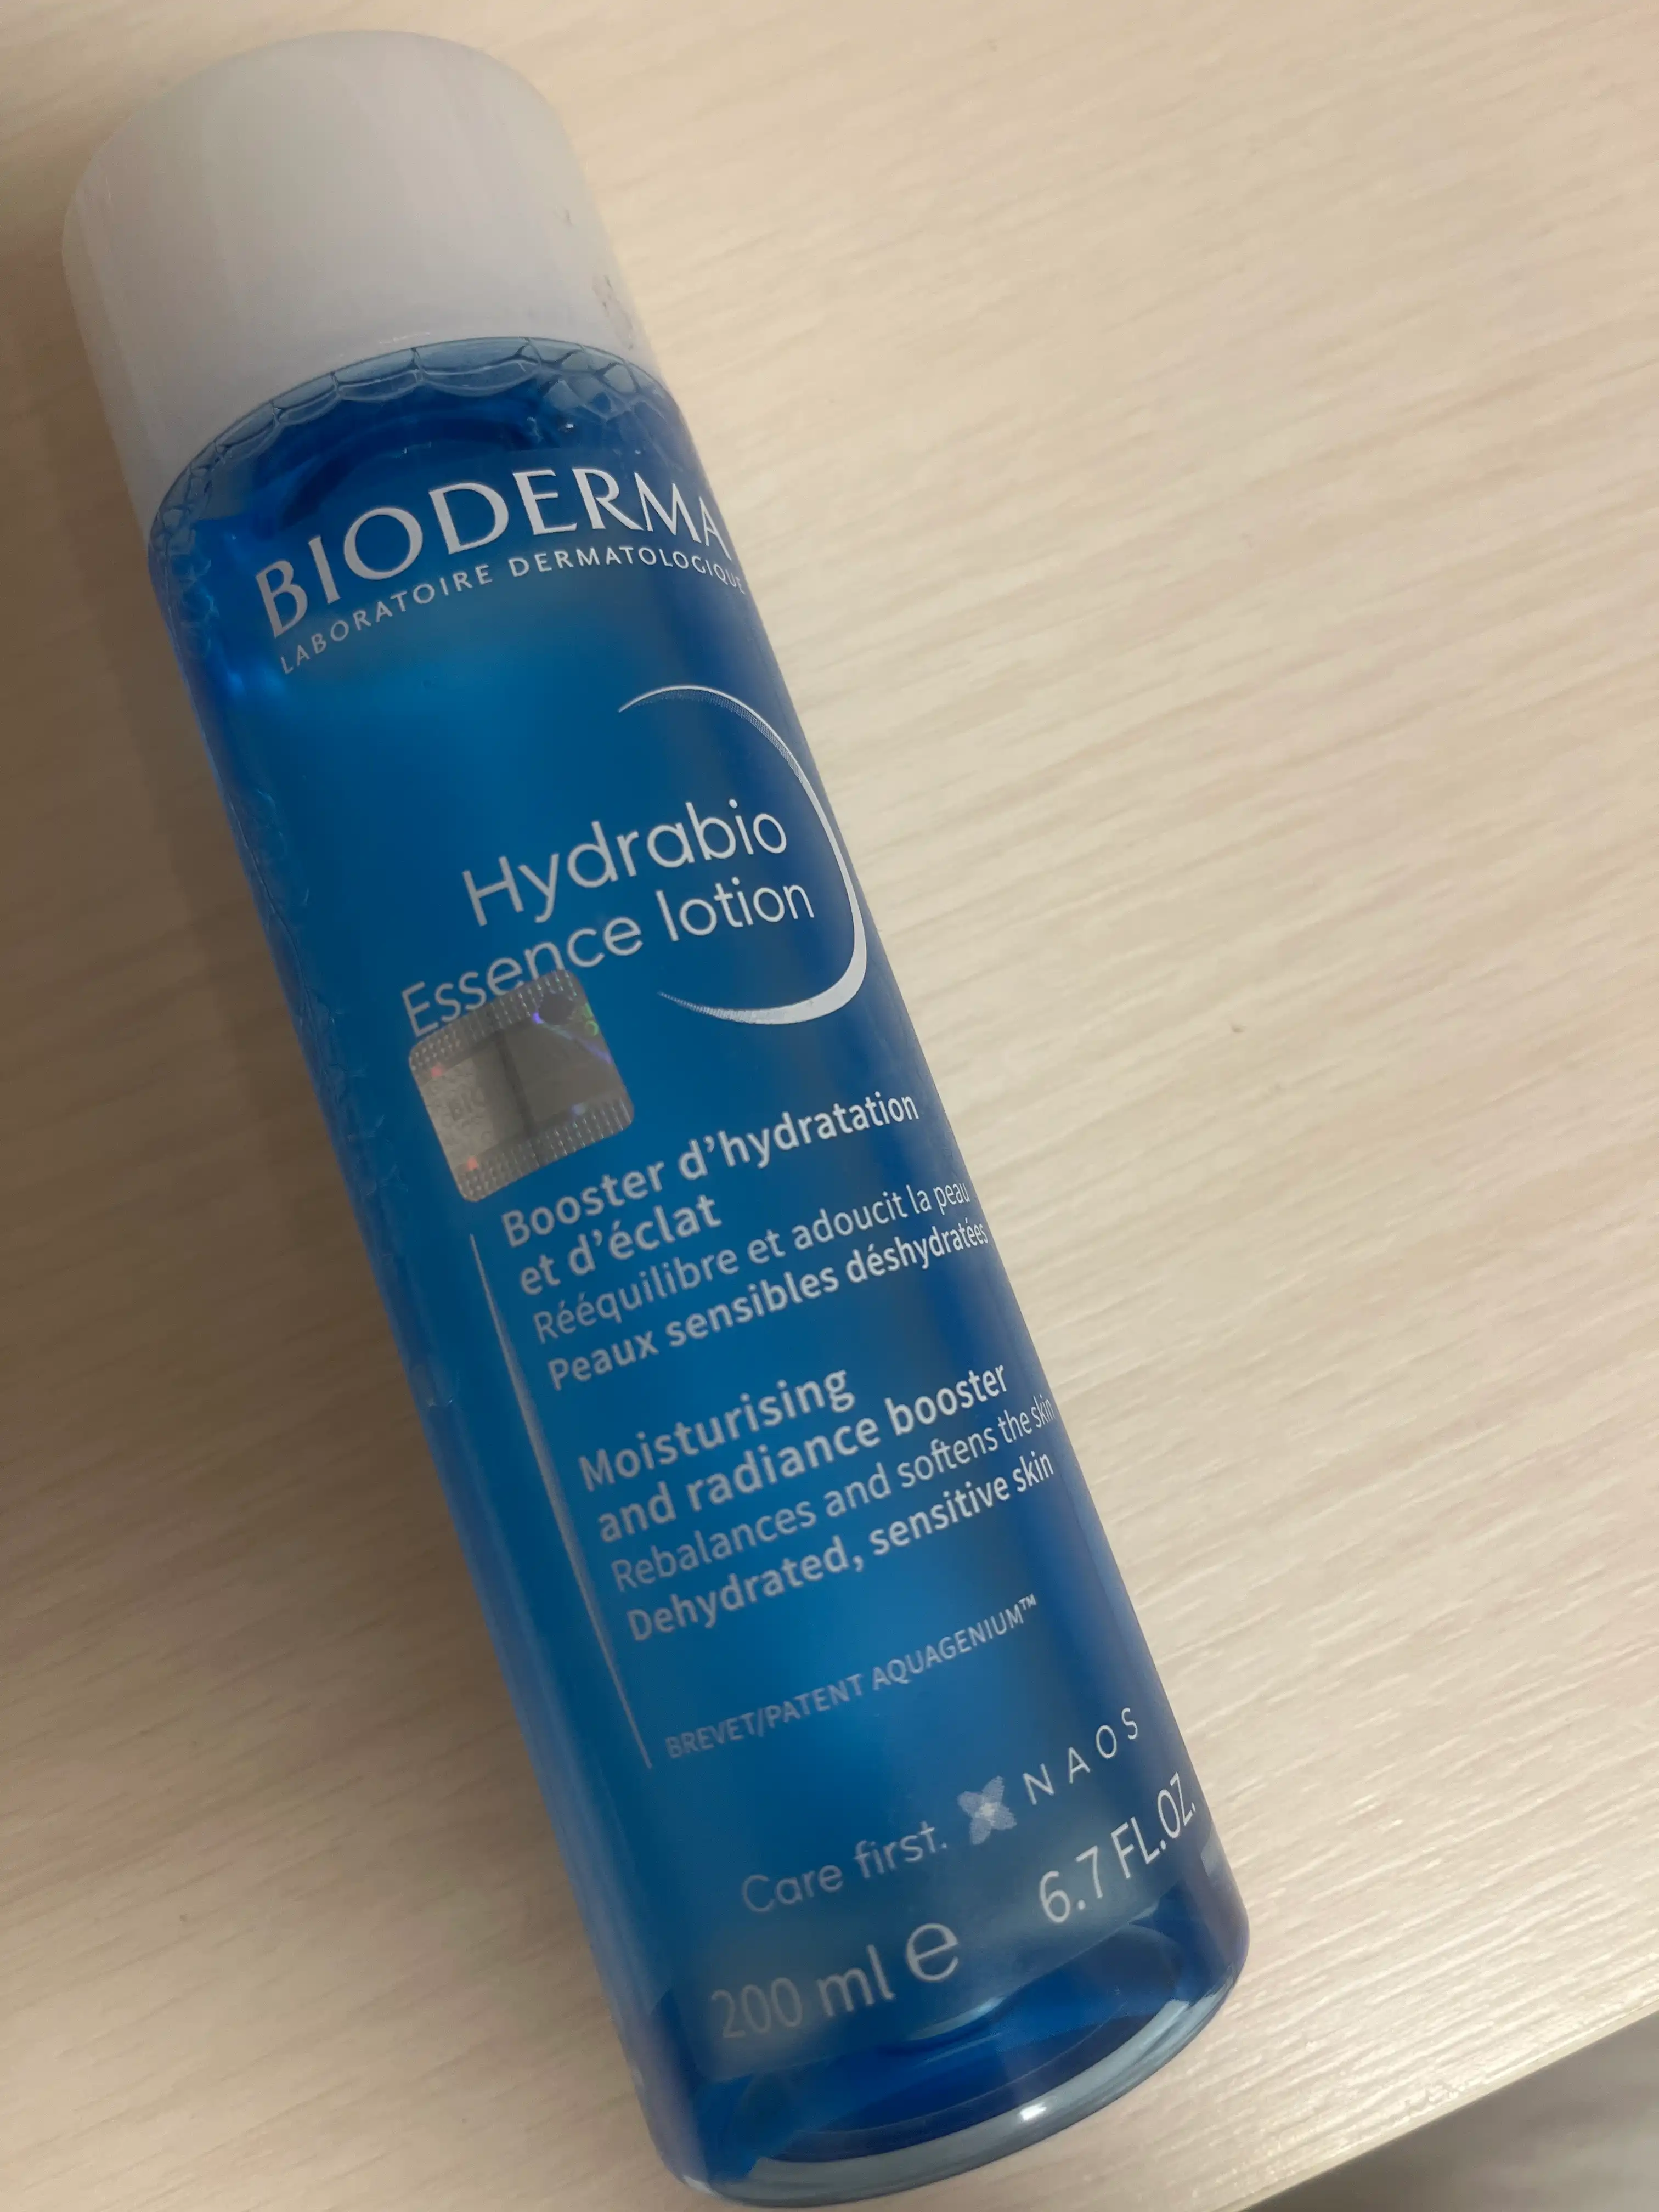 BIODERMA
LABORATOIRE DERMATOLOGIQUE
Hydrabio
Essence lotion
Booster d’hydratation
et d’éclat
Rééquilibre et adoucit la peau
Peaux sensibles déshydratées
Moisturising
and radiance booster
Rebalances and softens the skin
Dehydrated, sensitive skin
BREVET/PATENT AQUAGENIUM™
Care first. NAOS
200 ml e 6.7 FL.OZ.